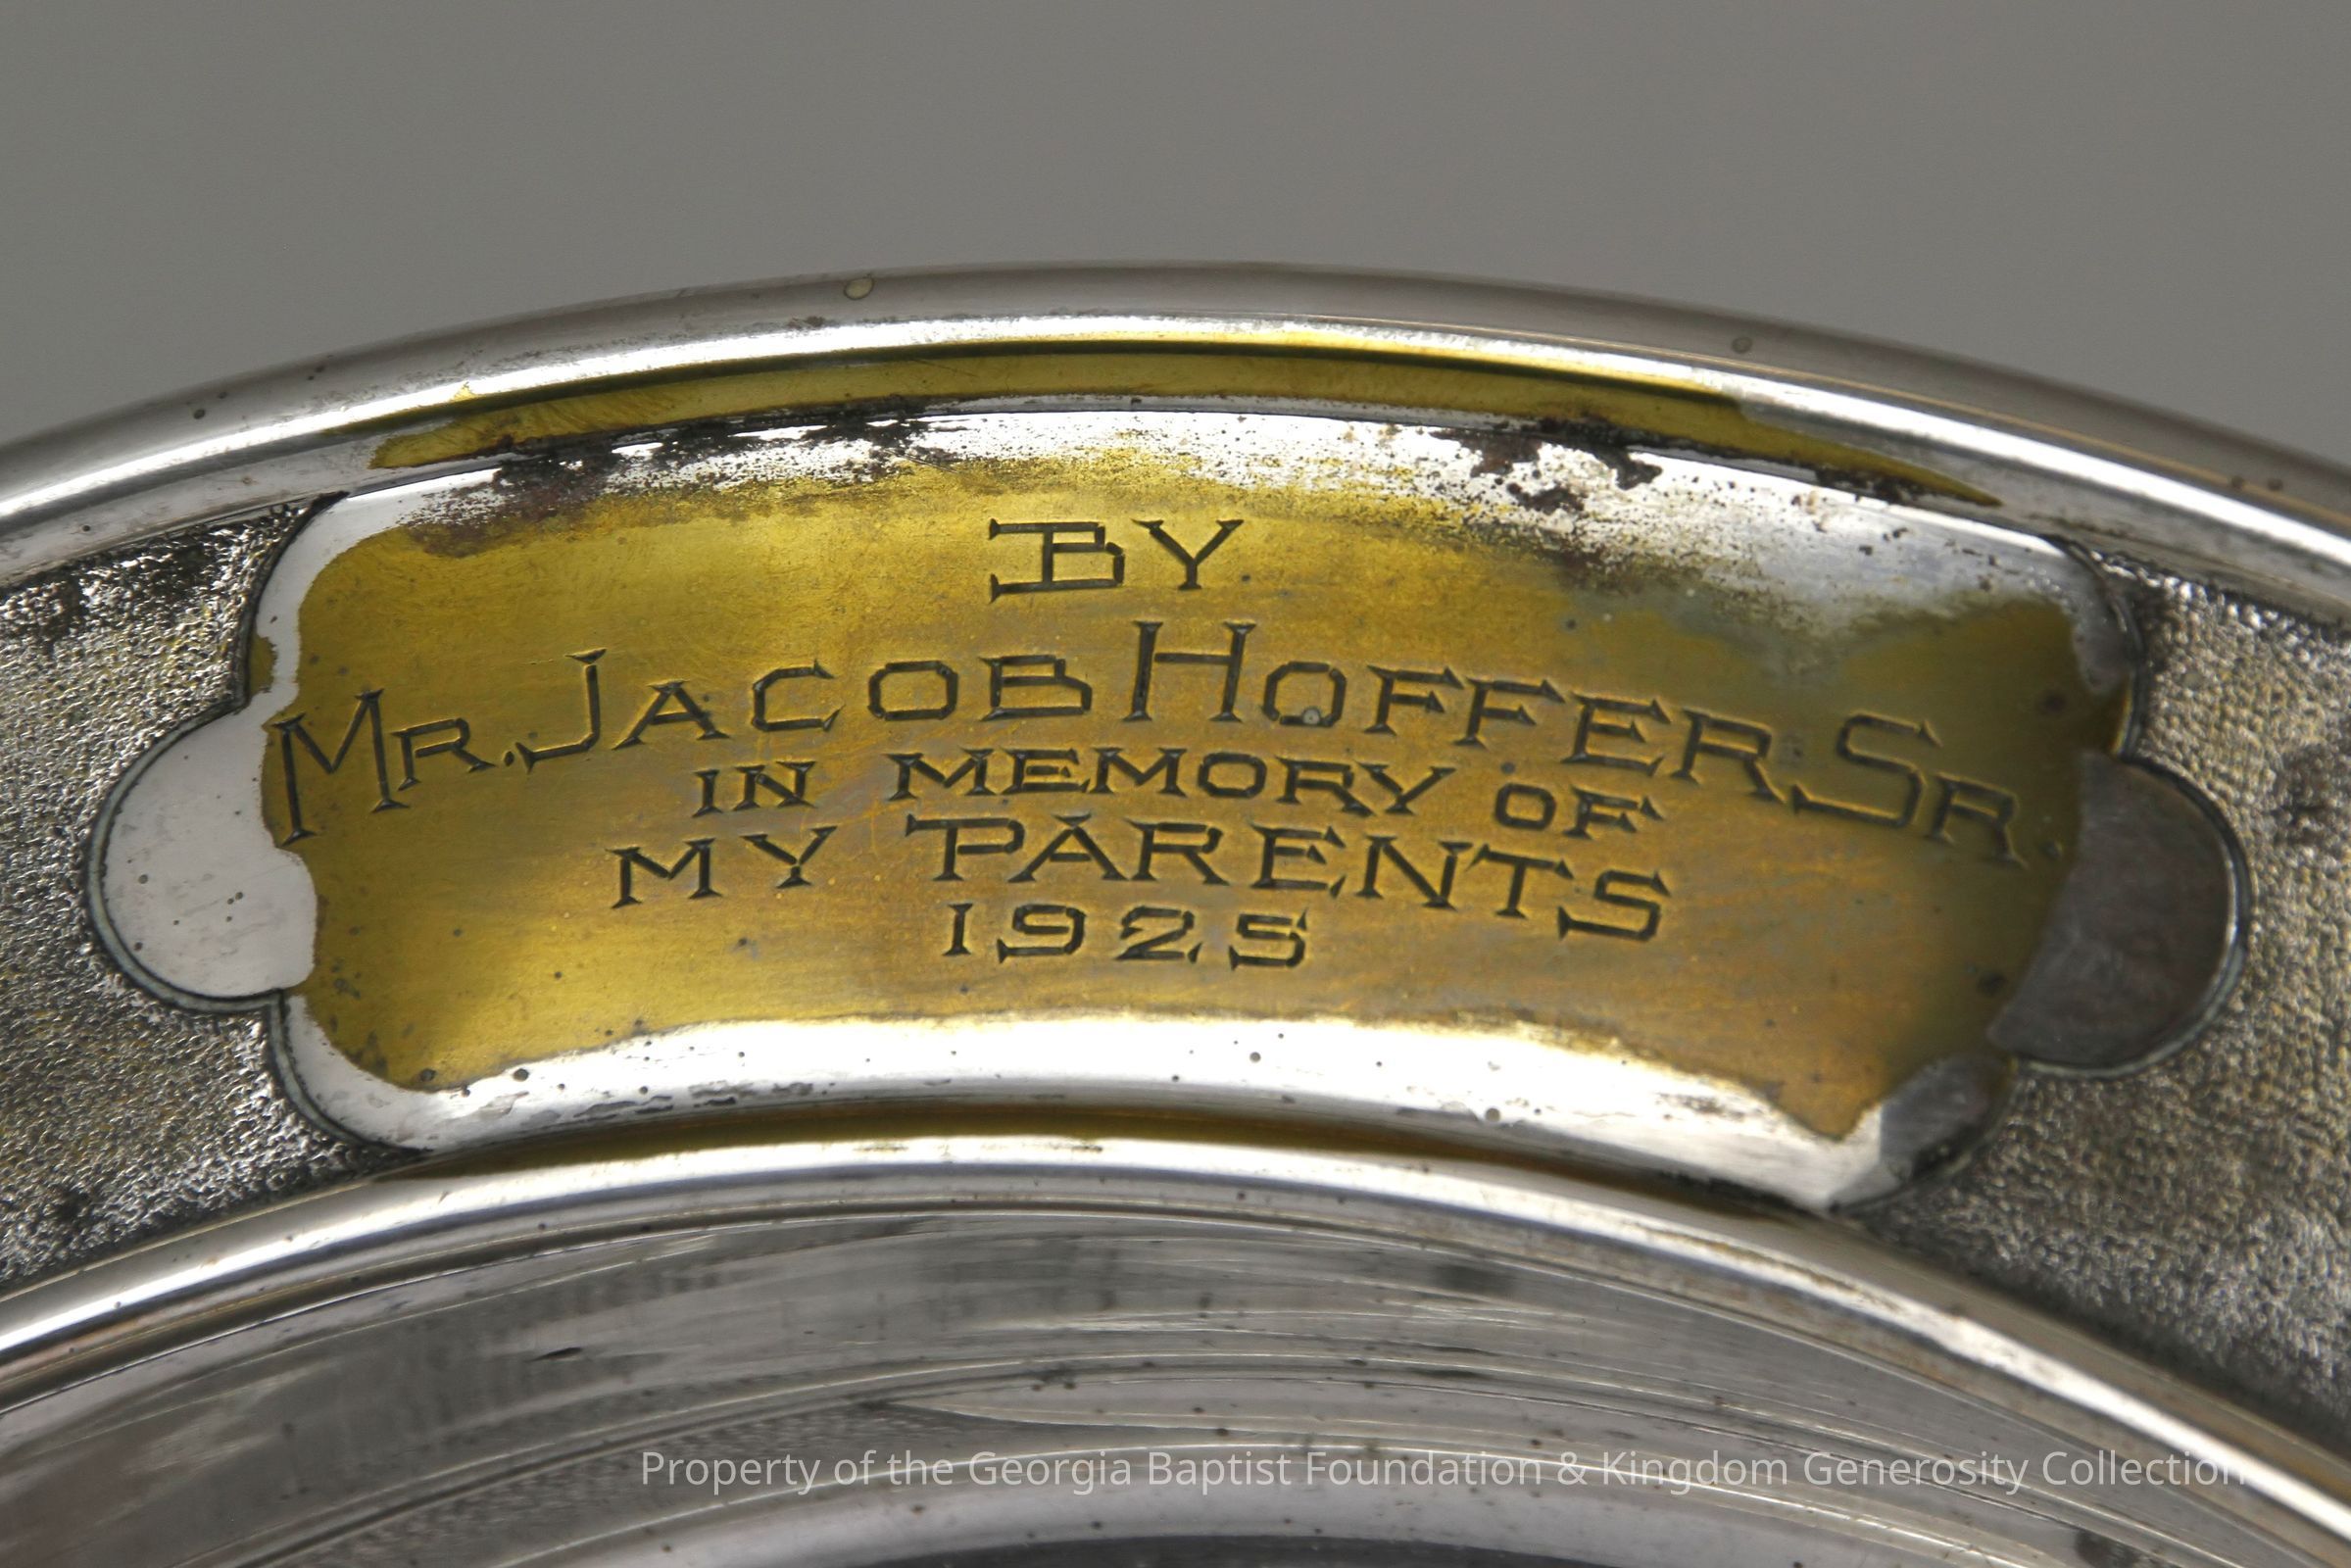 BY
MR. JACOB HOFFER SR.
IN MEMORY OF
MY PARENTS
1925
Property of the Georgia Baptist Foundation & Kingdom Generosity Collection